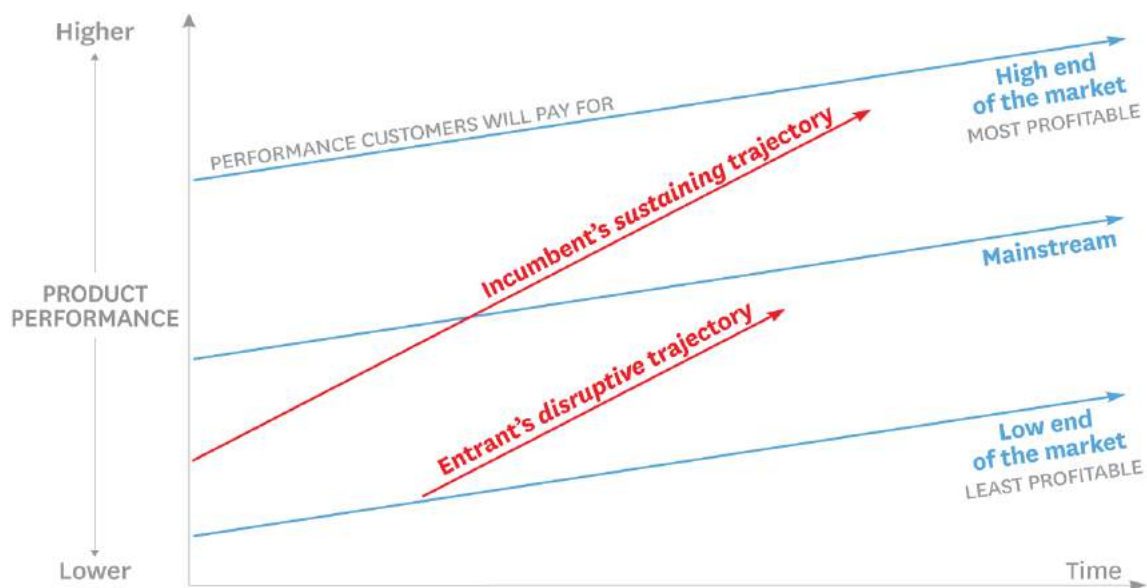 Higher
PERFORMANCE CUSTOMERS WILL PAY FOR
High end
of the market
MOST PROFITABLE
Incumbent’s sustaining trajectory
Mainstream
PRODUCT
PERFORMANCE
Entrant’s disruptive trajectory
Low end
of the market
LEAST PROFITABLE
Lower
Time